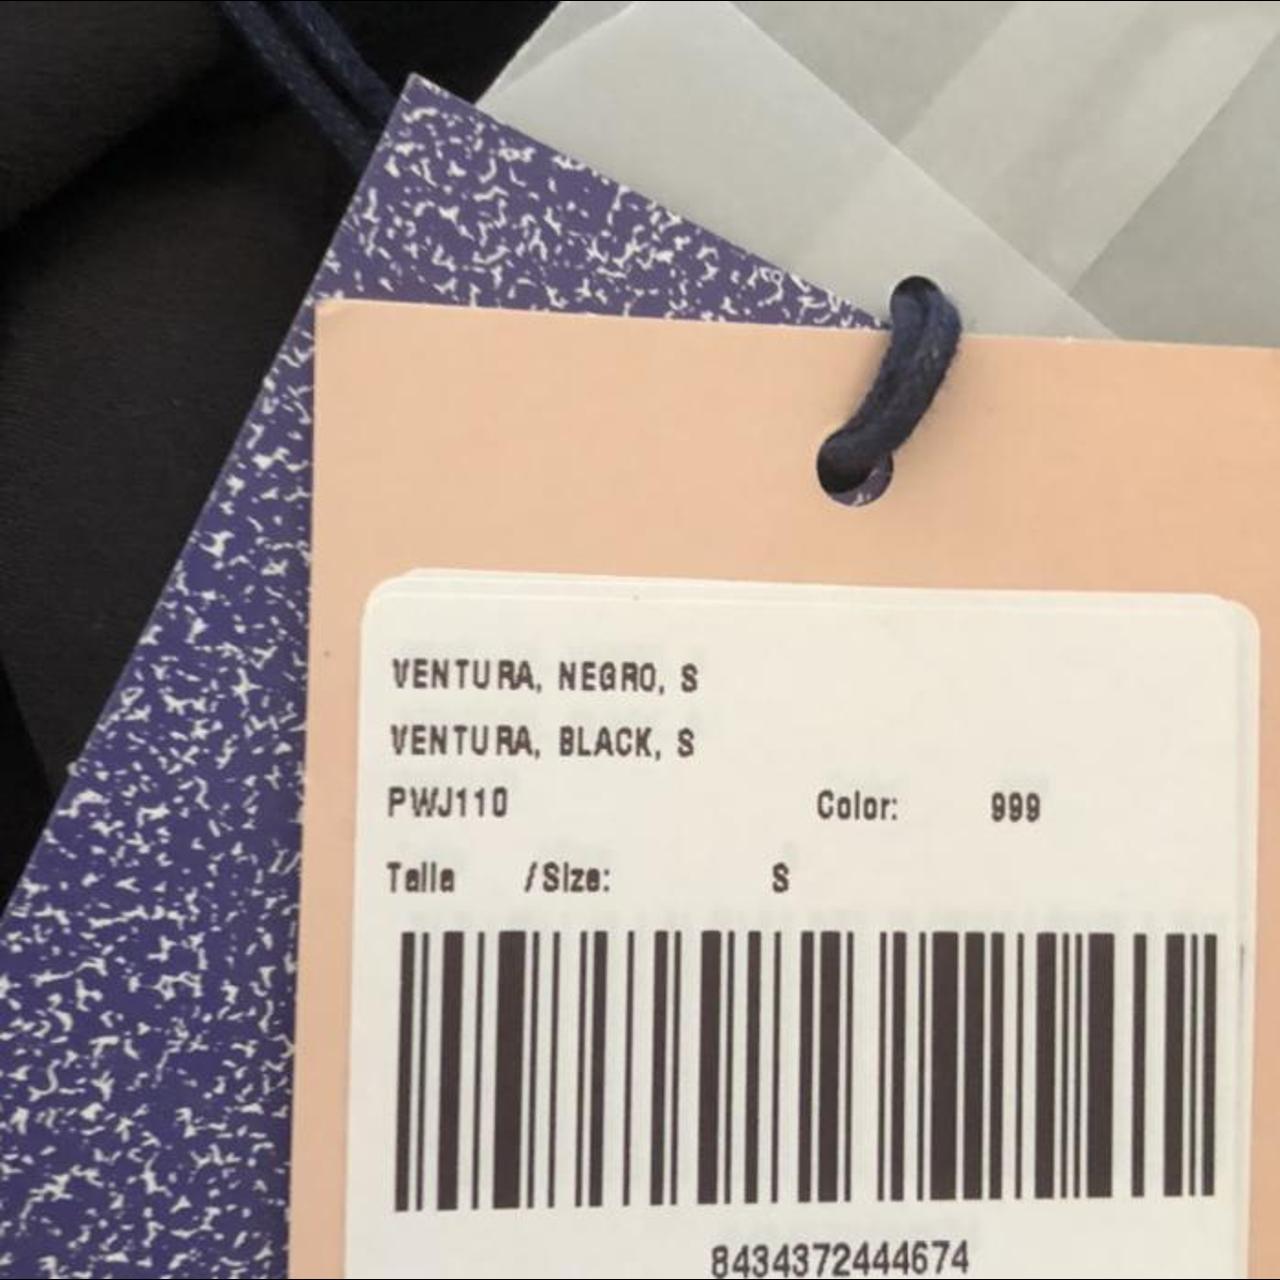 VENTURA, NEGRO, S
VENTURA, BLACK, S
PWJ110 Color: 999
Talla /Size: S
8434372444674